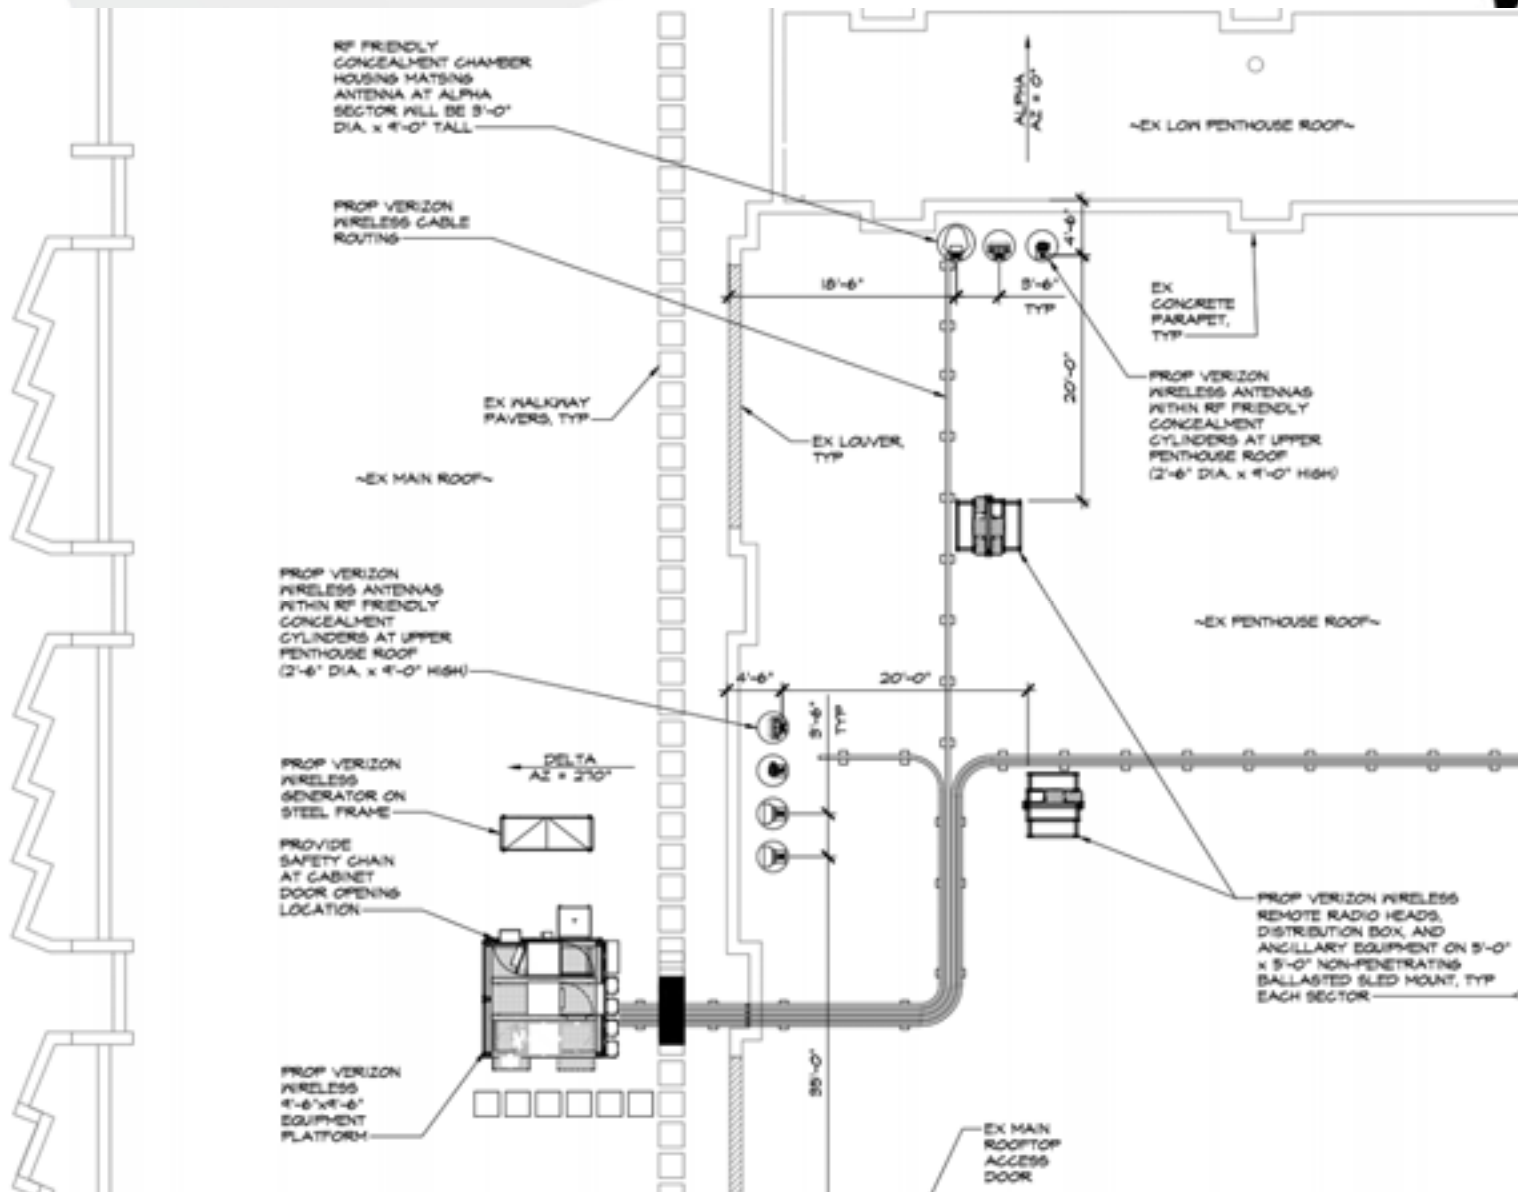 RF FRIENDLY
CONCEALMENT CHAMBER
HOUSING MATSING
ANTENNA AT ALPHA
SECTOR WILL BE 3'-0"
DIA. x 9'-0" TALL
PROP VERIZON
WIRELESS CABLE
ROUTING
ALPHA
AZ = 0°
~EX LOW PENTHOUSE ROOF~
4'-6"
18'-6"
3'-6"
TYP
20'-0"
EX
CONCRETE
PARAPET,
TYP
PROP VERIZON
WIRELESS ANTENNAS
WITHIN RF FRIENDLY
CONCEALMENT
CYLINDERS AT UPPER
PENTHOUSE ROOF
(2'-6" DIA. x 9'-0" HIGH)
EX WALKWAY
PAVERS, TYP
EX LOUVER,
TYP
~EX MAIN ROOF~
PROP VERIZON
WIRELESS ANTENNAS
WITHIN RF FRIENDLY
CONCEALMENT
CYLINDERS AT UPPER
PENTHOUSE ROOF
(2'-6" DIA. x 9'-0" HIGH)
~EX PENTHOUSE ROOF~
4'-6"
20'-0"
3'-6"
TYP
DELTA
AZ = 270°
PROP VERIZON
WIRELESS
GENERATOR ON
STEEL FRAME
PROVIDE
SAFETY CHAIN
AT CABINET
DOOR OPENING
LOCATION
T
PROP VERIZON WIRELESS
REMOTE RADIO HEADS,
DISTRIBUTION BOX, AND
ANCILLARY EQUIPMENT ON 5'-0"
x 5'-0" NON-PENETRATING
BALLASTED SLED MOUNT, TYP
EACH SECTOR
PROP VERIZON
WIRELESS
9'-6"x9'-6"
EQUIPMENT
PLATFORM
35'-0"
EX MAIN
ROOFTOP
ACCESS
DOOR